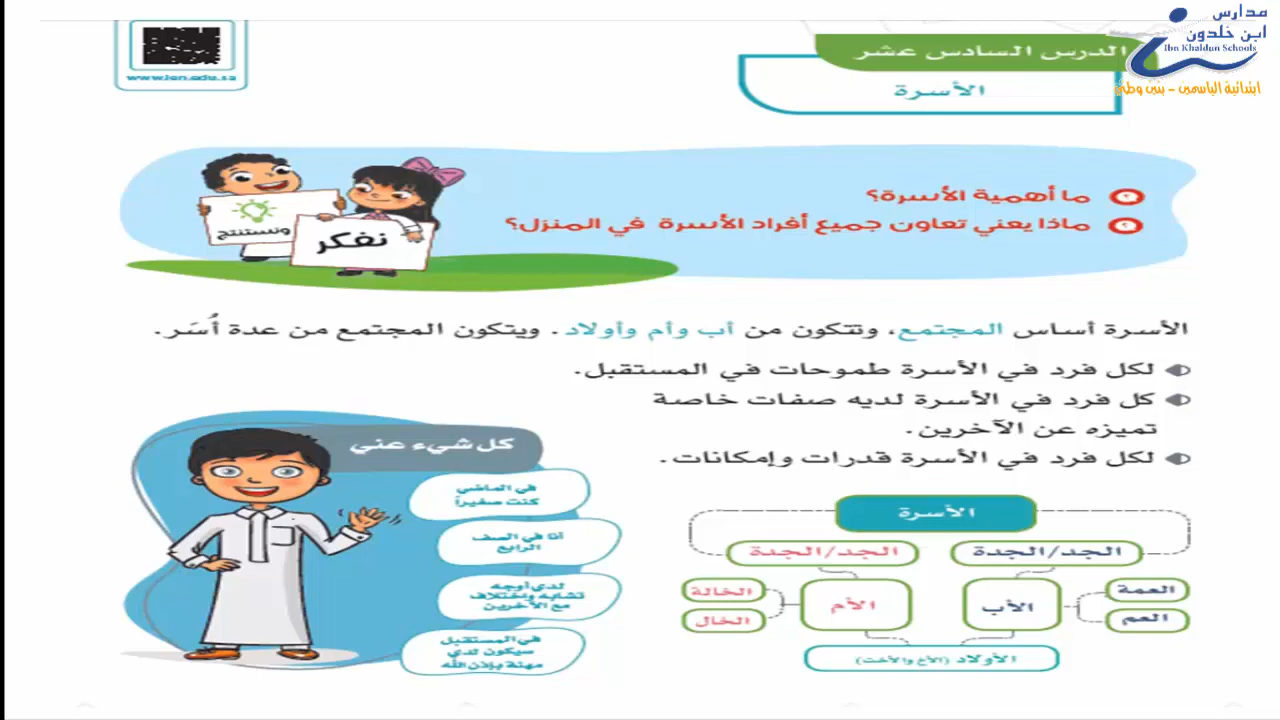 مدارس
ابن خلدون
Ibn Khaldun Schools
ابتدائية الياسمين - بنين وطني
www.ien.edu.sa
الدرس السادس عشر
الأسرة
ما أهمية الأسرة؟
ماذا يعني تعاون جميع أفراد الأسرة في المنزل؟
نفكر
ونستنتج
الأسرة أساس المجتمع، وتتكون من أب وأم وأولاد. ويتكون المجتمع من عدة أُسَر.
لكل فرد في الأسرة طموحات في المستقبل.
كل فرد في الأسرة لديه صفات خاصة
تميزه عن الآخرين.
لكل فرد في الأسرة قدرات وإمكانات.
الأسرة
الجد/الجدة
الجد/الجدة
العمة
العم
الأب
الأم
الخالة
الخال
الأولاد (الأخ والأخت)
كل شيء عني
في الماضي
كنت صغيراً
أنا في الصف
الرابع
لدي أوجه
تشابه واختلاف
مع الآخرين
في المستقبل
سيكون لدي
مهنة بإذن الله